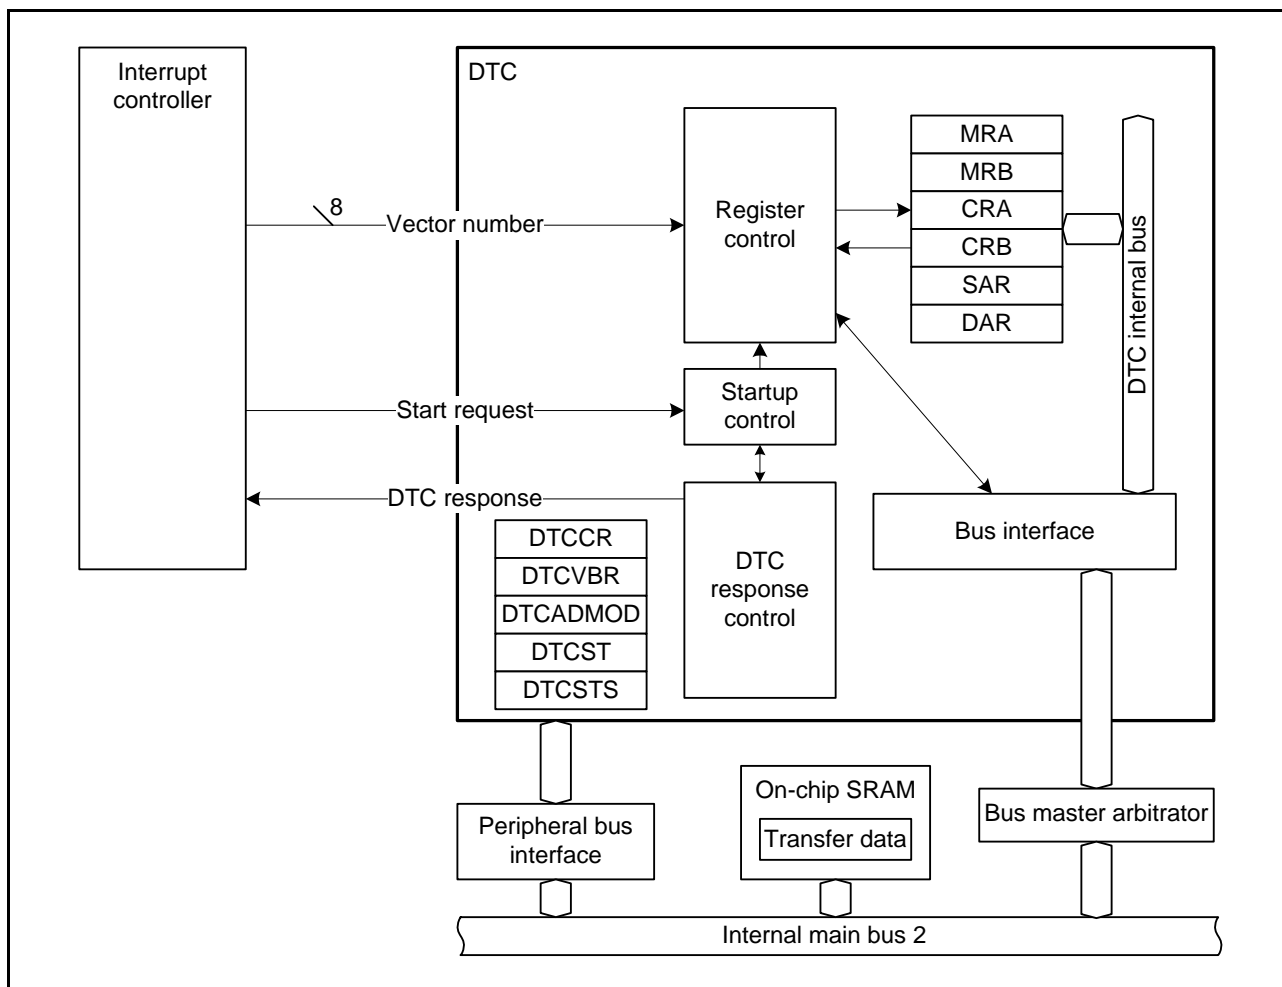 Interrupt
controller
DTC
8
Vector number
Register
control
MRA
MRB
CRA
CRB
SAR
DAR
DTC internal bus
Start request
Startup
control
DTC response
DTC
response
control
Bus interface
DTCCR
DTCVBR
DTCADMOD
DTCST
DTCSTS
Peripheral bus
interface
On-chip SRAM
Transfer data
Bus master arbitrator
Internal main bus 2